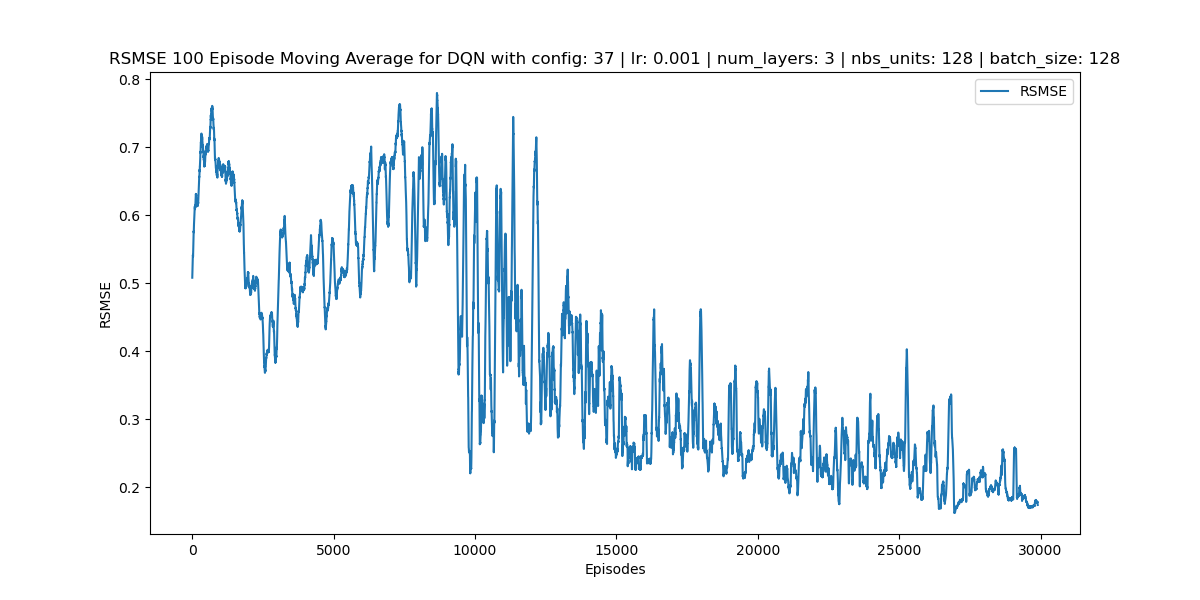 RSMSE 100 Episode Moving Average for DQN with config: 37 | lr: 0.001 | num_layers: 3 | nbs_units: 128 | batch_size: 128
RSMSE
0.8
0.7
0.6
0.5
0.4
0.3
0.2
RSMSE
0 5000 10000 15000 20000 25000 30000
Episodes